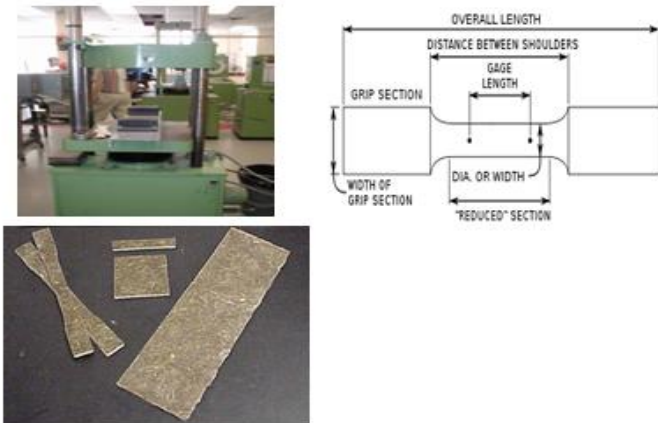 OVERALL LENGTH
DISTANCE BETWEEN SHOULDERS
GAGE
LENGTH
GRIP SECTION
WIDTH OF
GRIP SECTION
DIA. OR WIDTH
"REDUCED" SECTION